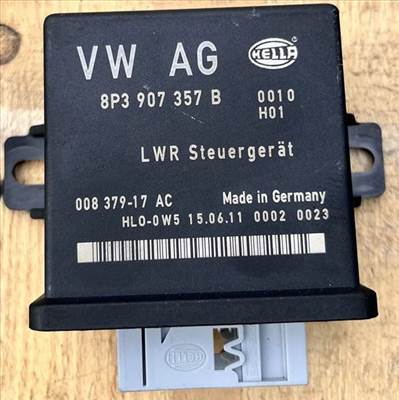 VW AG HELLA
8P3 907 357 B 0010
H01
LWR Steuergerät
008 379-17 AC Made in Germany
HLO-0W5 15.06.11 0002 0023
HELLA